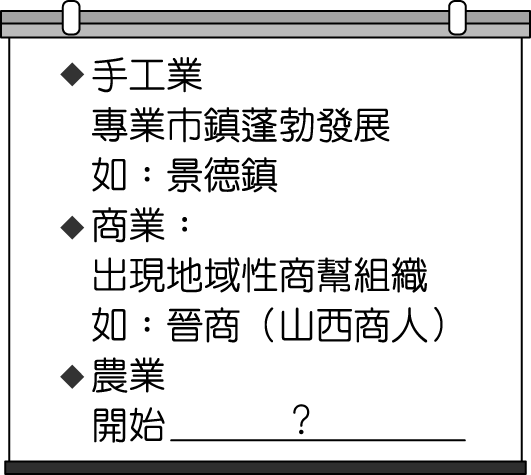 ◆手工業
專業市鎮蓬勃發展
如：景德鎮
◆商業：
出現地域性商幫組織
如：晉商（山西商人）
◆農業
開始＿＿＿？＿＿＿